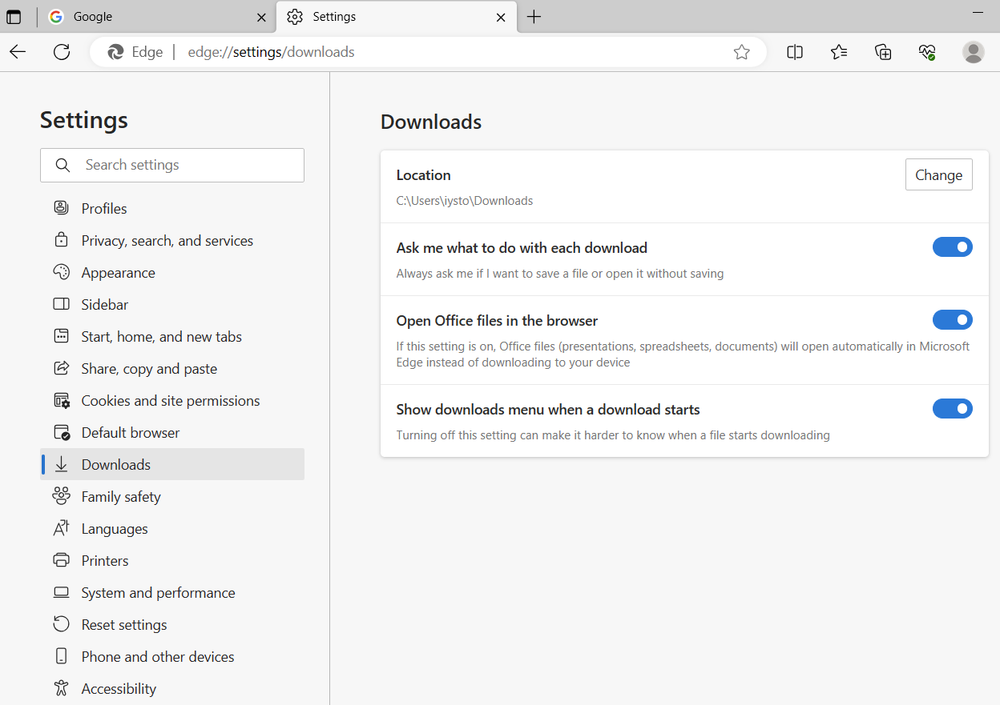 Google
Settings
Edge
edge://settings/downloads
Settings
Search settings
Profiles
Privacy, search, and services
Appearance
Sidebar
Start, home, and new tabs
Share, copy and paste
Cookies and site permissions
Default browser
Downloads
Family safety
Languages
Printers
System and performance
Reset settings
Phone and other devices
Accessibility
Downloads
Location
Change
C:\Users\iysto\Downloads
Ask me what to do with each download
Always ask me if I want to save a file or open it without saving
Open Office files in the browser
If this setting is on, Office files (presentations, spreadsheets, documents) will open automatically in Microsoft
Edge instead of downloading to your device
Show downloads menu when a download starts
Turning off this setting can make it harder to know when a file starts downloading